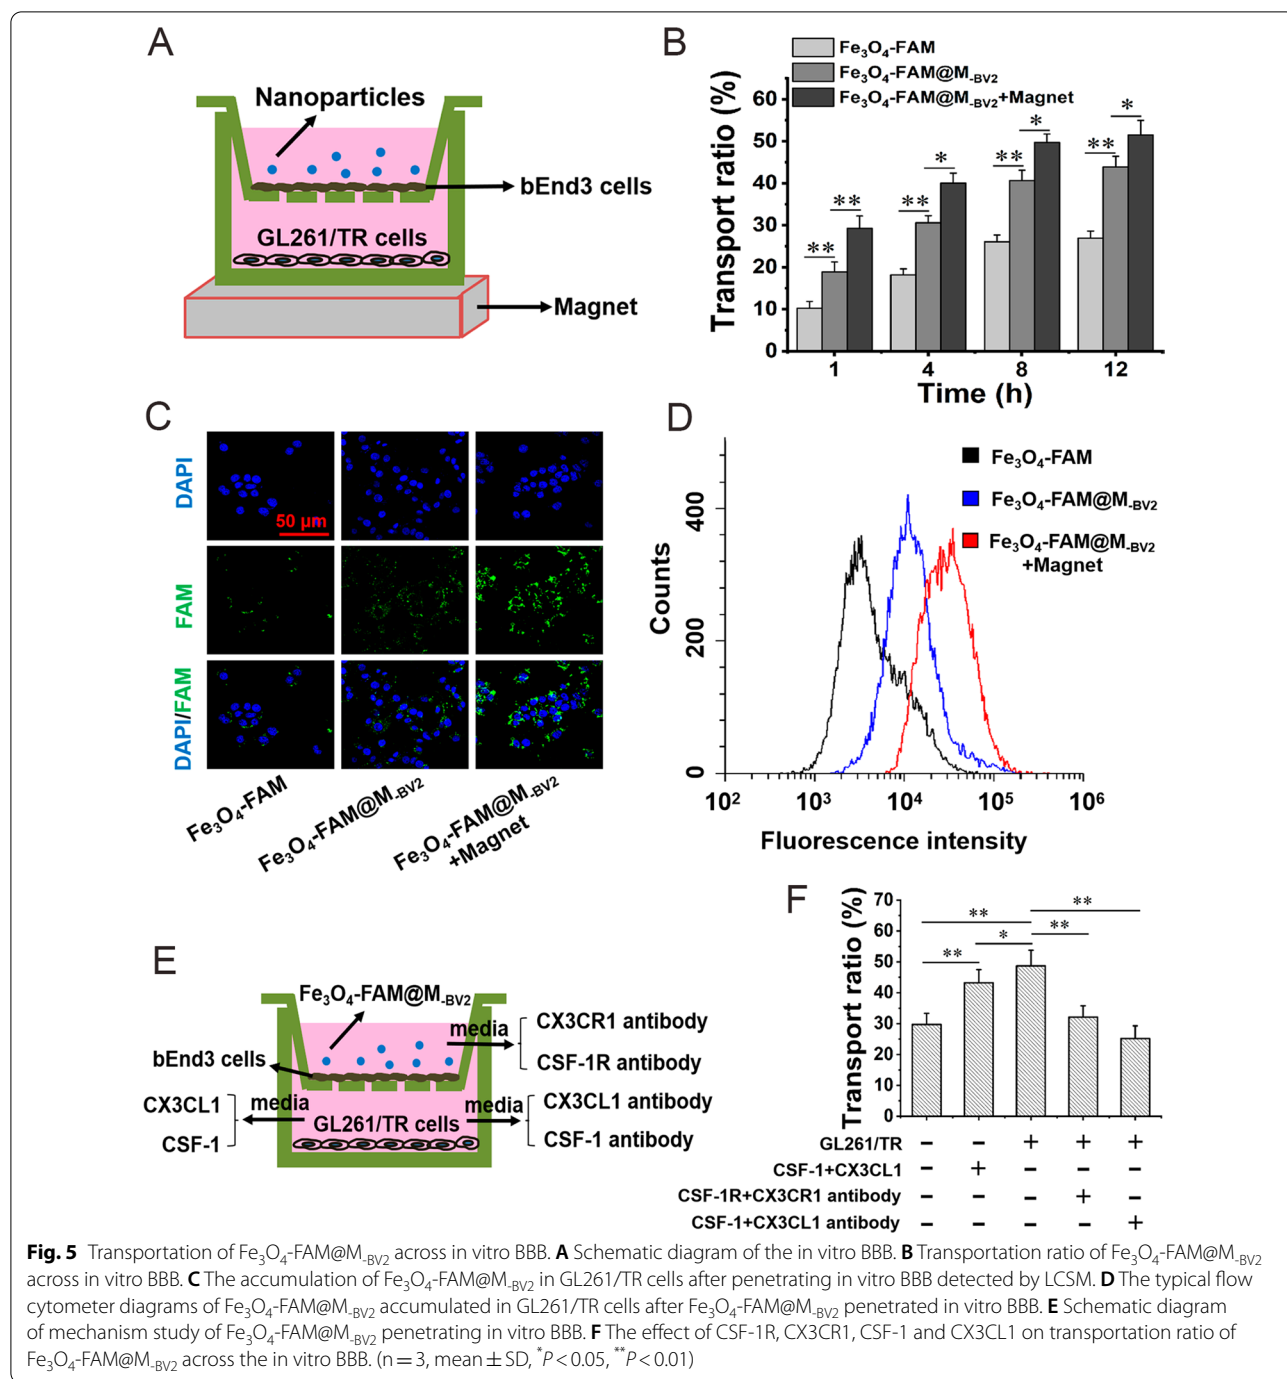 A
Nanoparticles
bEnd3 cells
GL261/TR cells
Magnet
B
Fe₃O₄-FAM
Fe₃O₄-FAM@M-BV2
Fe₃O₄-FAM@M-BV2+Magnet
Transport ratio (%)
60
50
40
30
20
10
0
** ** ** * ** * ** *
1 4 8 12
Time (h)
C
DAPI
50 µm
FAM
DAPI/FAM
Fe₃O₄-FAM
Fe₃O₄-FAM@M-BV2
Fe₃O₄-FAM@M-BV2
+Magnet
D
Fe₃O₄-FAM
Fe₃O₄-FAM@M-BV2
Fe₃O₄-FAM@M-BV2
+Magnet
Counts
400
200
0
10² 10³ 10⁴ 10⁵ 10⁶
Fluorescence intensity
E
Fe₃O₄-FAM@M-BV2
media
CX3CR1 antibody
CSF-1R antibody
bEnd3 cells
CX3CL1
CSF-1
media
GL261/TR cells
media
CX3CL1 antibody
CSF-1 antibody
F
Transport ratio (%)
70
60
50
40
30
20
10
0
** ** ** * **
GL261/TR − − + + +
CSF-1+CX3CL1 − + − − −
CSF-1R+CX3CR1 antibody − − − + −
CSF-1+CX3CL1 antibody − − − − +
Fig. 5 Transportation of Fe₃O₄-FAM@M-BV2 across in vitro BBB. A Schematic diagram of the in vitro BBB. B Transportation ratio of Fe₃O₄-FAM@M-BV2
across in vitro BBB. C The accumulation of Fe₃O₄-FAM@M-BV2 in GL261/TR cells after penetrating in vitro BBB detected by LCSM. D The typical flow
cytometer diagrams of Fe₃O₄-FAM@M-BV2 accumulated in GL261/TR cells after Fe₃O₄-FAM@M-BV2 penetrated in vitro BBB. E Schematic diagram
of mechanism study of Fe₃O₄-FAM@M-BV2 penetrating in vitro BBB. F The effect of CSF-1R, CX3CR1, CSF-1 and CX3CL1 on transportation ratio of
Fe₃O₄-FAM@M-BV2 across the in vitro BBB. (n = 3, mean ± SD, *P < 0.05, **P < 0.01)